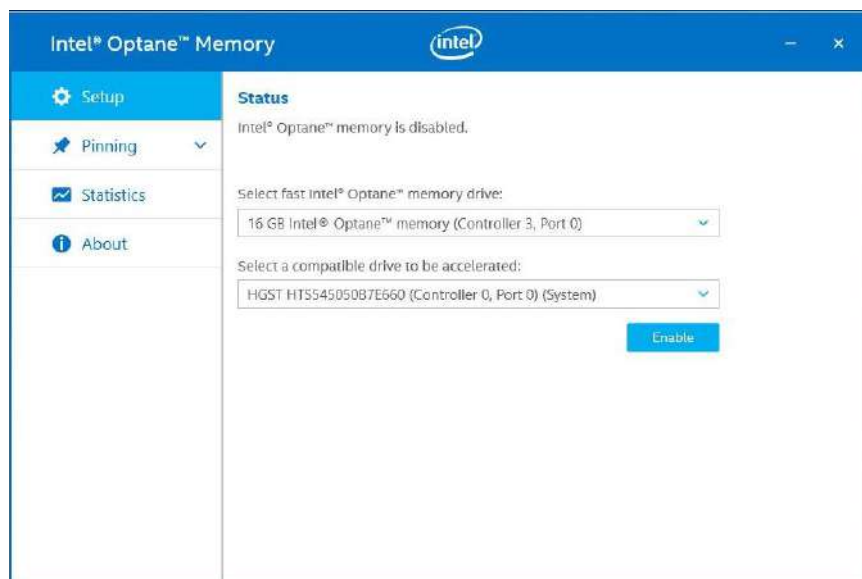 Intel® Optane™ Memory
intel
Setup
Pinning
Statistics
About
Status
Intel® Optane™ memory is disabled.
Select fast Intel® Optane™ memory drive:
16 GB Intel® Optane™ memory (Controller 3, Port 0)
Select a compatible drive to be accelerated:
HGST HTS545050B7E660 (Controller 0, Port 0) (System)
Enable